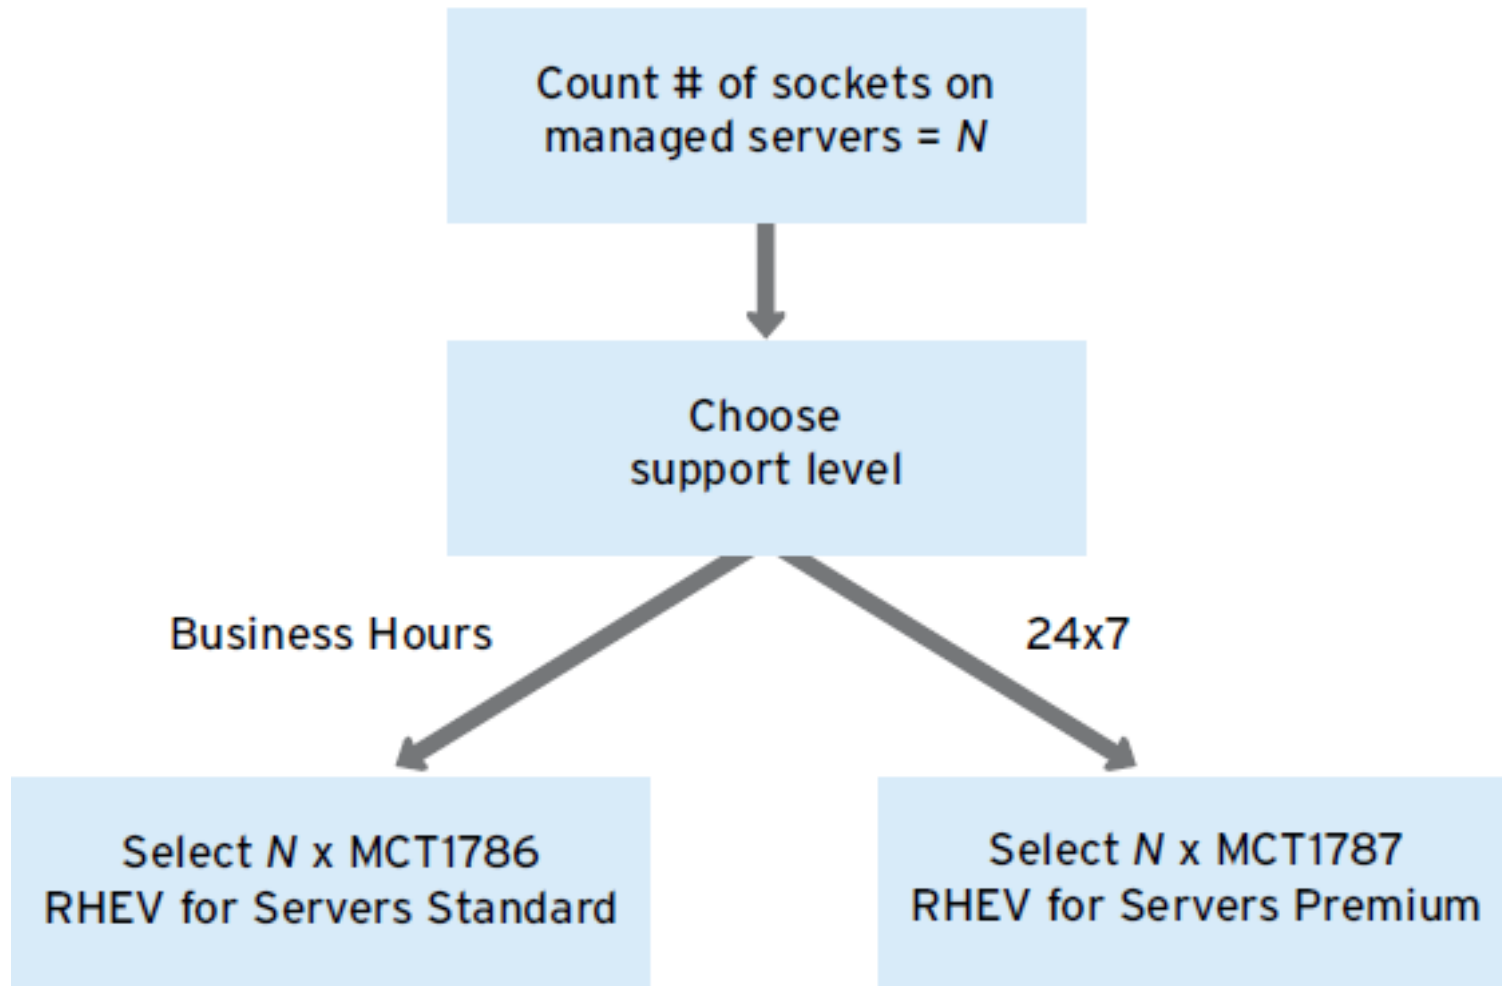 Count # of sockets on
managed servers = N
Choose
support level
Business Hours
24x7
Select N x MCT1786
RHEV for Servers Standard
Select N x MCT1787
RHEV for Servers Premium